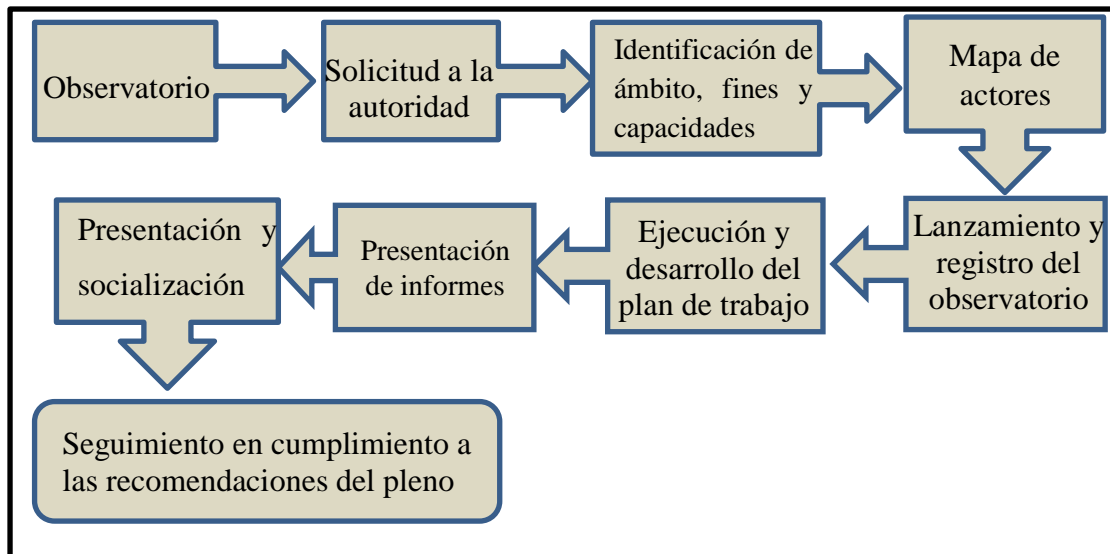 Observatorio
Solicitud a la
autoridad
Identificación de
ámbito, fines y
capacidades
Mapa de
actores
Lanzamiento y
registro del
observatorio
Ejecución y
desarrollo del
plan de trabajo
Presentación
de informes
Presentación y
socialización
Seguimiento en cumplimiento a
las recomendaciones del pleno